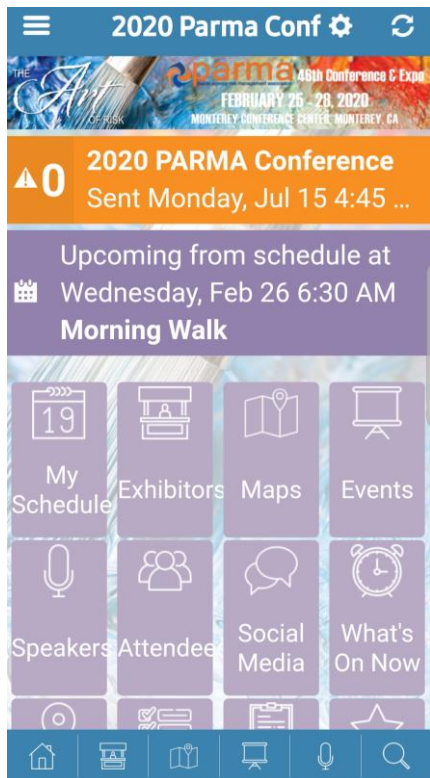 2020 Parma Conf
THE
Art
OF RISK
parma 46th Conference & Expo
FEBRUARY 25 - 28, 2020
MONTEREY CONFERENCE CENTER, MONTEREY, CA
0
2020 PARMA Conference
Sent Monday, Jul 15 4:45 ...
Upcoming from schedule at
Wednesday, Feb 26 6:30 AM
Morning Walk
19
My
Schedule
Exhibitors
Maps
Events
Speakers
Attendees
Social
Media
What's
On Now